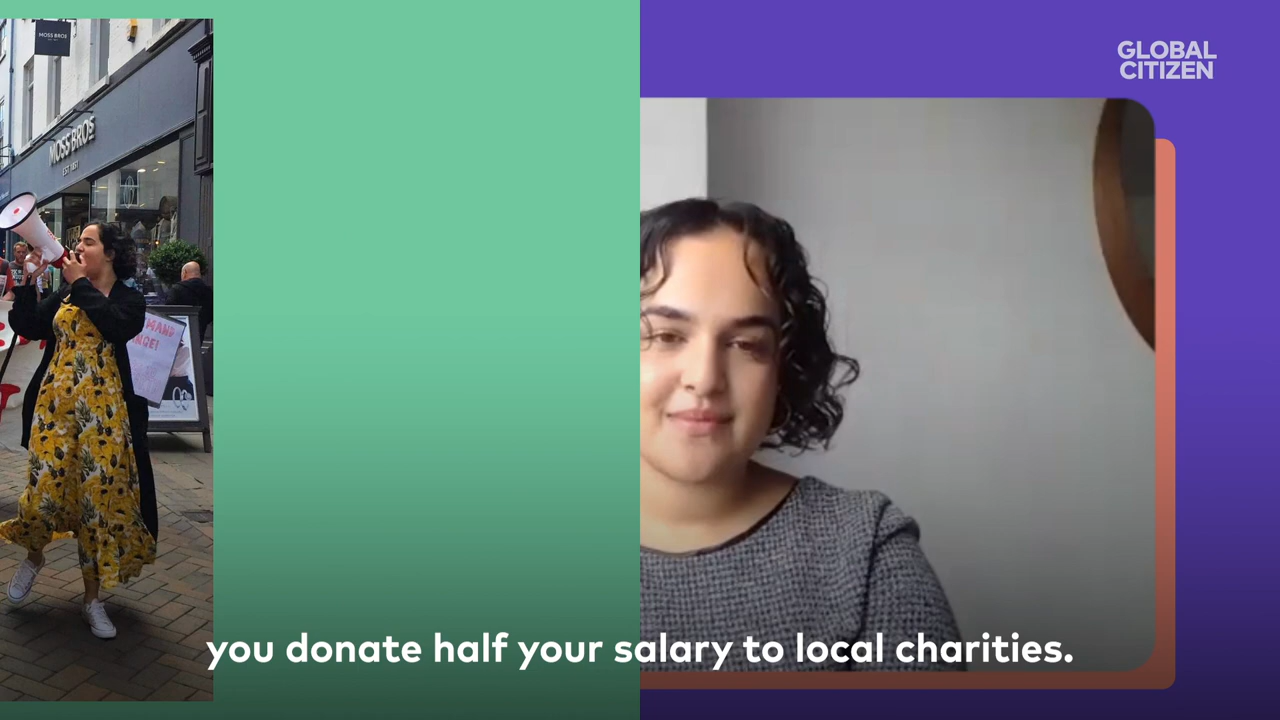 MOSS BROS
MOSS BROS
EST 1851
GLOBAL
CITIZEN
you donate half your salary to local charities.